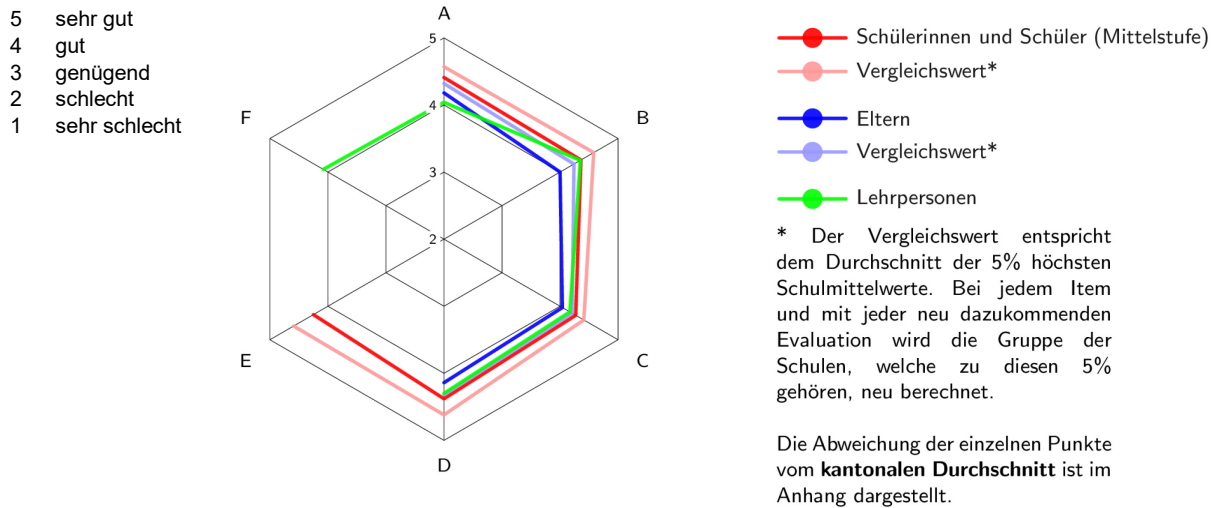 5 sehr gut
4 gut
3 genügend
2 schlecht
1 sehr schlecht
A
5
4
3
2
F
B
E
C
D
Schülerinnen und Schüler (Mittelstufe)
Vergleichswert*
Eltern
Vergleichswert*
Lehrpersonen
* Der Vergleichswert entspricht
dem Durchschnitt der 5% höchsten
Schulmittelwerte. Bei jedem Item
und mit jeder neu dazukommenden
Evaluation wird die Gruppe der
Schulen, welche zu diesen 5%
gehören, neu berechnet.
Die Abweichung der einzelnen Punkte
vom kantonalen Durchschnitt ist im
Anhang dargestellt.